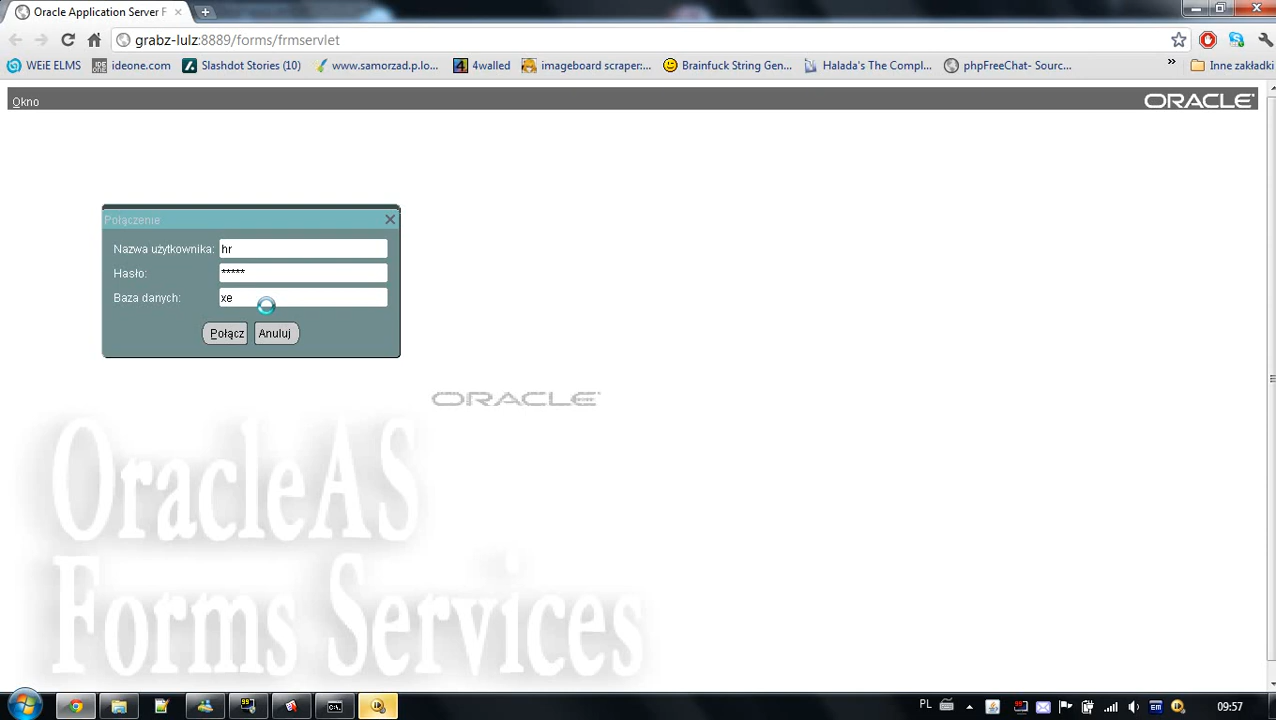 Oracle Application Server F
grabz-lulz:8889/forms/frmservlet
WEiE ELMS
ideone.com
Slashdot Stories (10)
www.samorzad.p.lo...
4walled
imageboard scraper:...
Brainfuck String Gen...
Halada's The Compl...
phpFreeChat- Sourc...
»
Inne zakładki
Okno
ORACLE
Połączenie
Nazwa użytkownika: hr
Hasło: *****
Baza danych: xe
Połącz
Anuluj
ORACLE
OracleAS
Forms Services
PL
09:57